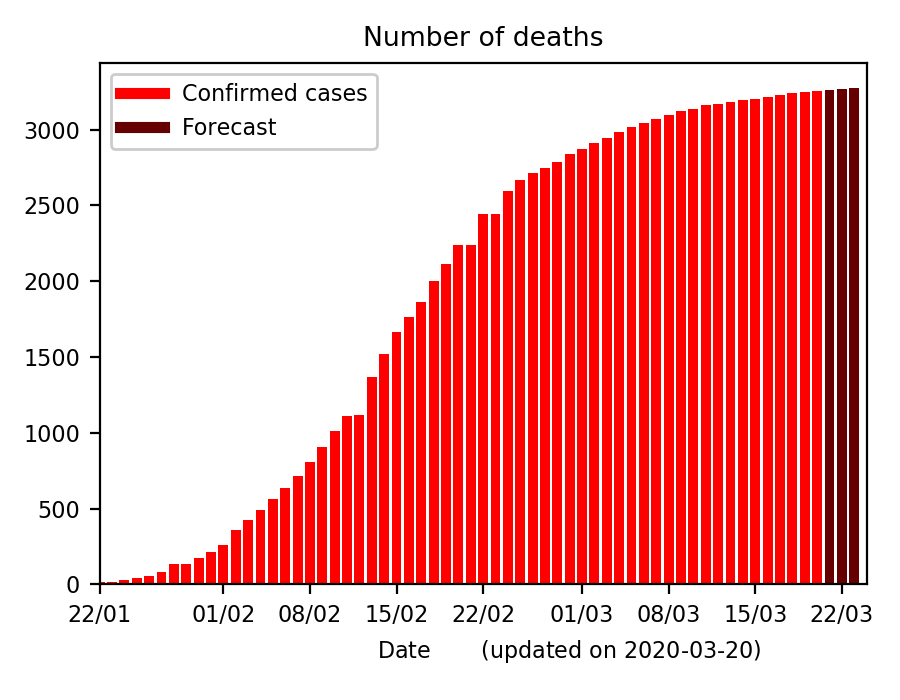 Number of deaths
Confirmed cases
Forecast
3000
2500
2000
1500
1000
500
0
22/01 01/02 08/02 15/02 22/02 01/03 08/03 15/03 22/03
Date (updated on 2020-03-20)